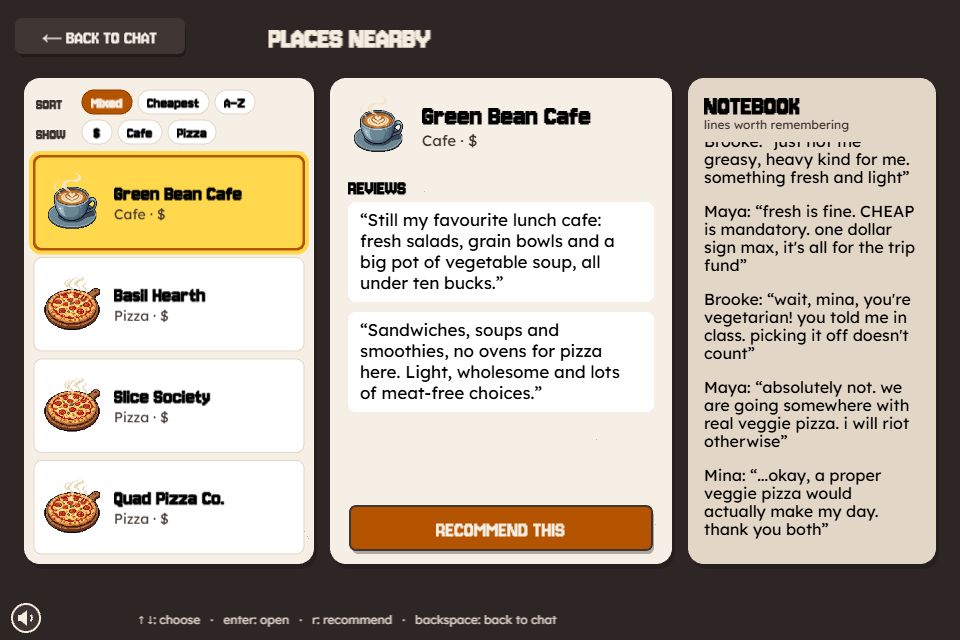 ← BACK TO CHAT
PLACES NEARBY
SORT
Mixed
Cheapest
A-Z
SHOW
$
Cafe
Pizza
Green Bean Cafe
Cafe · $
Basil Hearth
Pizza · $
Slice Society
Pizza · $
Quad Pizza Co.
Pizza · $
Green Bean Cafe
Cafe · $
REVIEWS
“Still my favourite lunch cafe:
fresh salads, grain bowls and a
big pot of vegetable soup, all
under ten bucks.”
“Sandwiches, soups and
smoothies, no ovens for pizza
here. Light, wholesome and lots
of meat-free choices.”
RECOMMEND THIS
NOTEBOOK
lines worth remembering
Brooke: “just not the
greasy, heavy kind for me.
something fresh and light”
Maya: “fresh is fine. CHEAP
is mandatory. one dollar
sign max, it's all for the trip
fund”
Brooke: “wait, mina, you're
vegetarian! you told me in
class. picking it off doesn't
count”
Maya: “absolutely not. we
are going somewhere with
real veggie pizza. i will riot
otherwise”
Mina: “...okay, a proper
veggie pizza would
actually make my day.
thank you both”
↑ ↓: choose · enter: open · r: recommend · backspace: back to chat